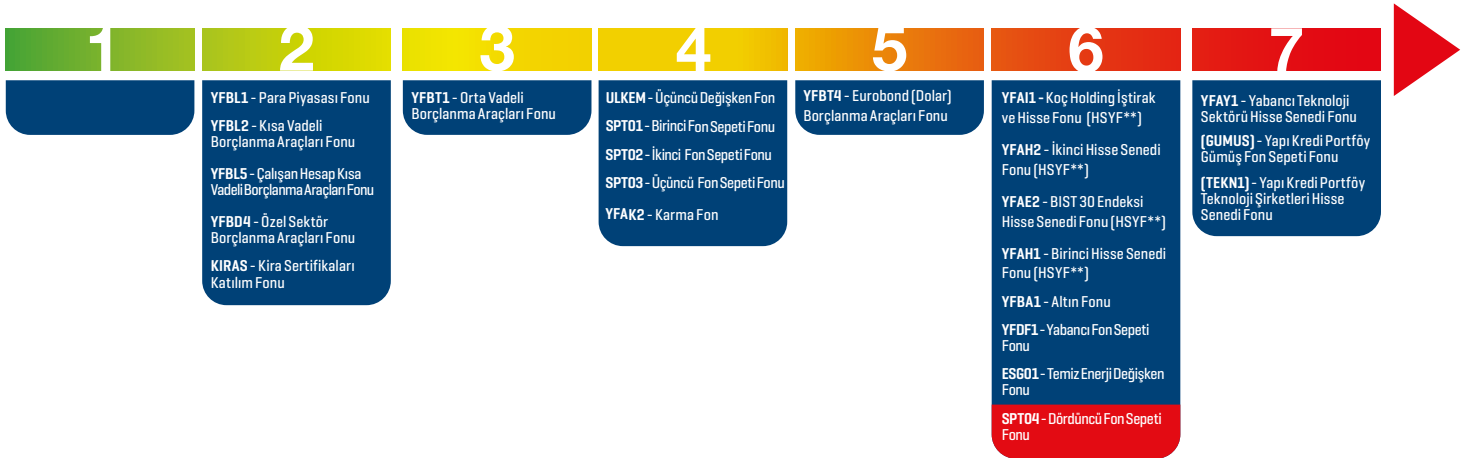 1
2
3
4
5
6
7
YFBL1 - Para Piyasası Fonu
YFBL2 - Kısa Vadeli
Borçlanma Araçları Fonu
YFBL5 - Çalışan Hesap Kısa
Vadeli Borçlanma Araçları Fonu
YFBD4 - Özel Sektör
Borçlanma Araçları Fonu
KIRAS - Kira Sertifikaları
Katılım Fonu
YFBT1 - Orta Vadeli
Borçlanma Araçları Fonu
ULKEM - Üçüncü Değişken Fon
SPT01 - Birinci Fon Sepeti Fonu
SPT02 - İkinci Fon Sepeti Fonu
SPT03 - Üçüncü Fon Sepeti Fonu
YFAK2 - Karma Fon
YFBT4 - Eurobond (Dolar)
Borçlanma Araçları Fonu
YFAI1 - Koç Holding İştirak
ve Hisse Fonu (HSYF**)
YFAH2 - İkinci Hisse Senedi
Fonu (HSYF**)
YFAE2 - BIST 30 Endeksi
Hisse Senedi Fonu (HSYF**)
YFAH1 - Birinci Hisse Senedi
Fonu (HSYF**)
YFBA1 - Altın Fonu
YFDF1 - Yabancı Fon Sepeti
Fonu
ESG01 - Temiz Enerji Değişken
Fonu
SPT04 - Dördüncü Fon Sepeti
Fonu
YFAY1 - Yabancı Teknoloji
Sektörü Hisse Senedi Fonu
(GUMUS) - Yapı Kredi Portföy
Gümüş Fon Sepeti Fonu
(TEKN1) - Yapı Kredi Portföy
Teknoloji Şirketleri Hisse
Senedi Fonu